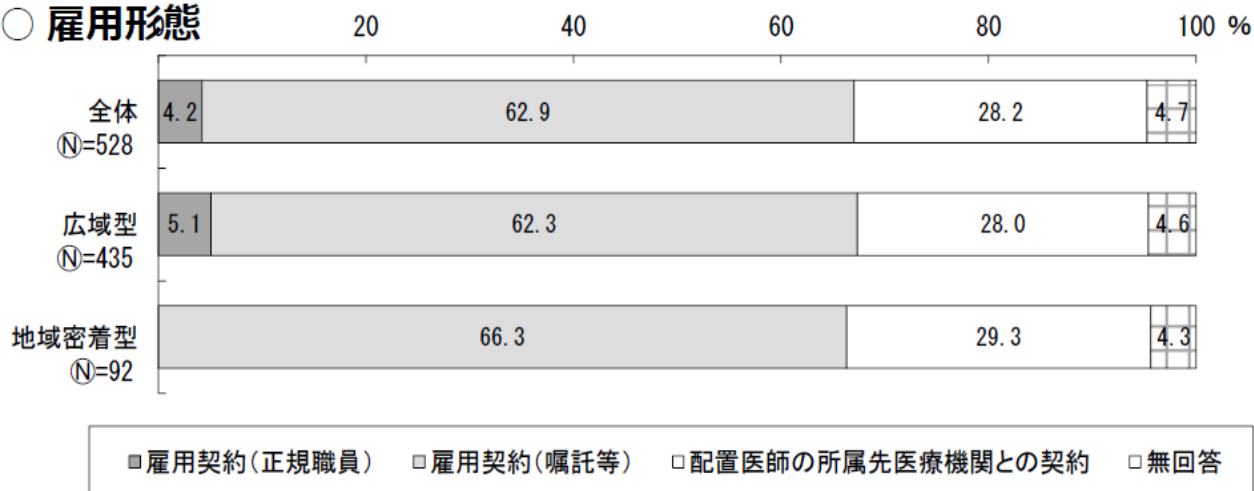 ○ 雇用形態
0 20 40 60 80 100 %
全体 4.2 62.9 28.2 4.7
Ⓝ=528
広域型 5.1 62.3 28.0 4.6
Ⓝ=435
地域密着型 66.3 29.3 4.3
Ⓝ=92
雇用契約(正規職員) 雇用契約(嘱託等) 配置医師の所属先医療機関との契約 無回答